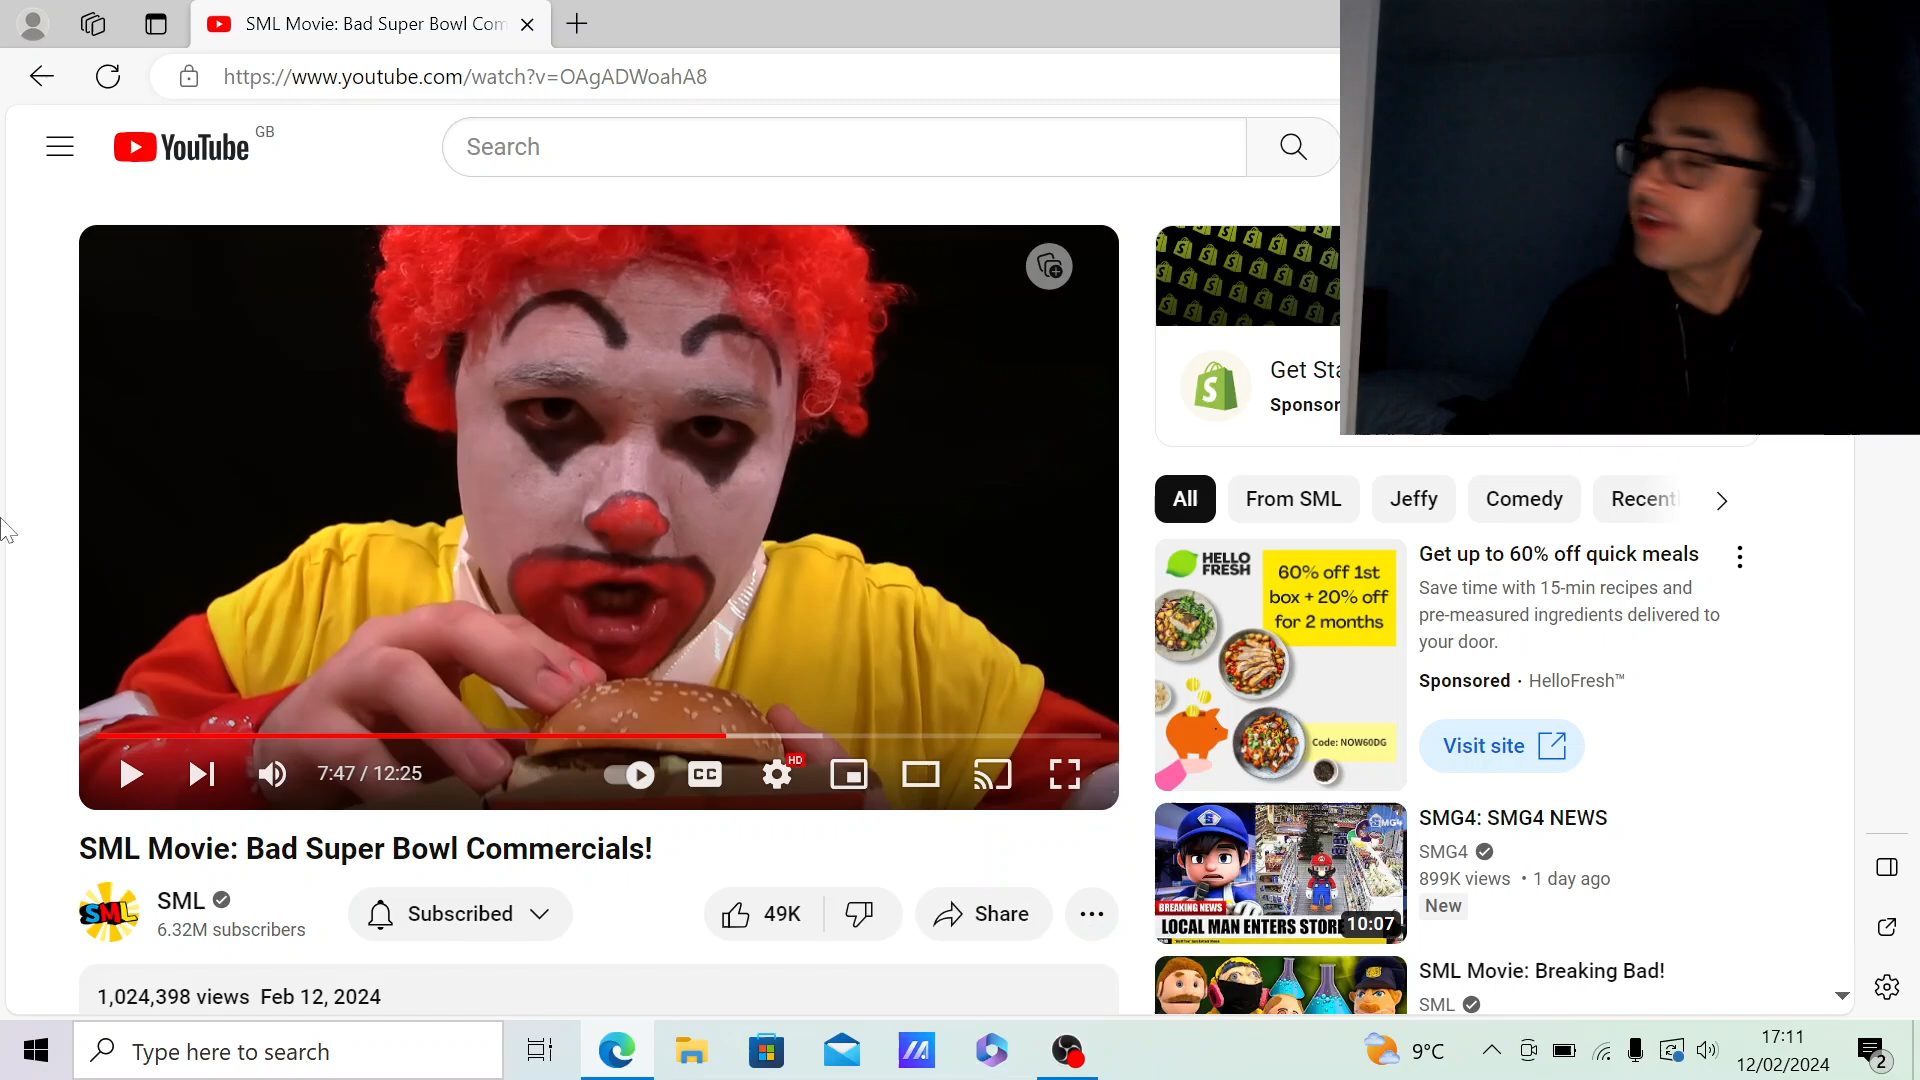 SML Movie: Bad Super Bowl Com
https://www.youtube.com/watch?v=OAgADWoahA8
YouTube GB
Search
Get Sta
Sponsor
All
From SML
Jeffy
Comedy
Recent
HELLO FRESH
60% off 1st
box + 20% off
for 2 months
Code: NOW60DG
Get up to 60% off quick meals
Save time with 15-min recipes and
pre-measured ingredients delivered to
your door.
Sponsored · HelloFresh™
Visit site
7:47 / 12:25
CC
HD
SML Movie: Bad Super Bowl Commercials!
SML
SML
6.32M subscribers
Subscribed
49K
Share
1,024,398 views Feb 12, 2024
SMG4
BREAKING NEWS
LOCAL MAN ENTERS STORE
10:07
SMG4: SMG4 NEWS
SMG4
899K views • 1 day ago
New
SML Movie: Breaking Bad!
SML
Type here to search
9°C
17:11
12/02/2024
2